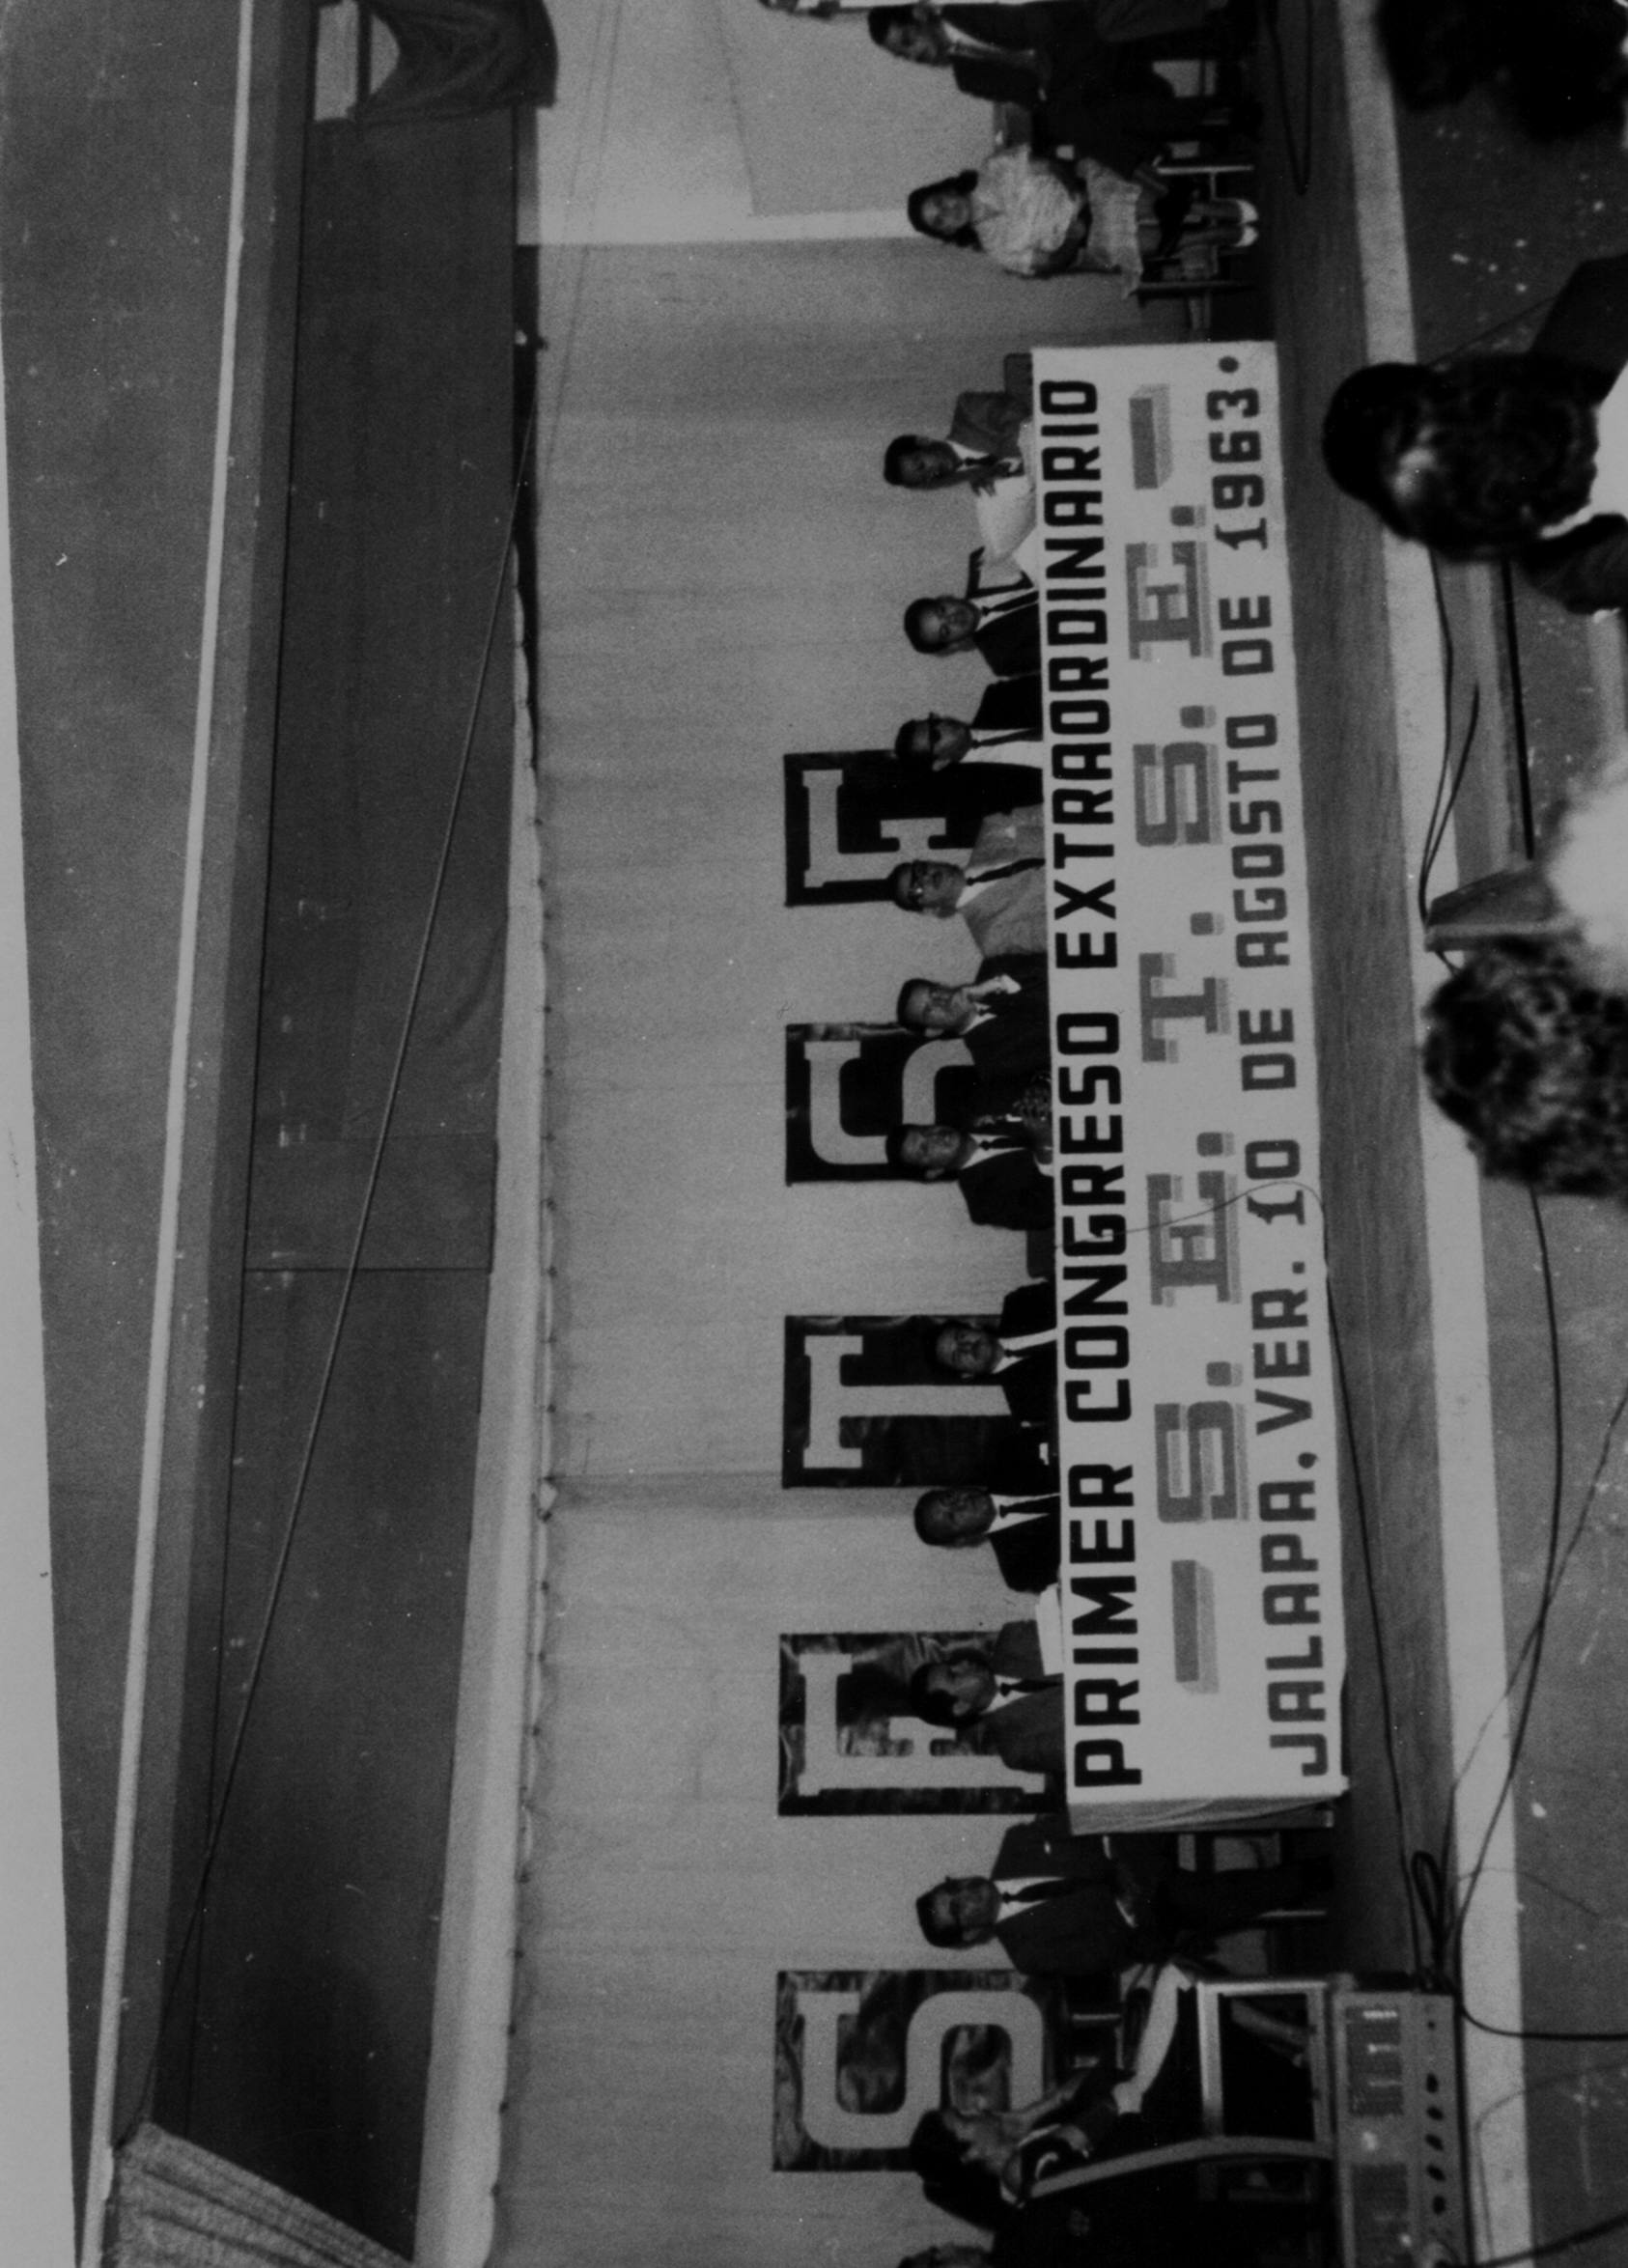 S E T S E
PRIMER CONGRESO EXTRAORDINARIO
— S. E. T. S. E. —
JALAPA, VER. 10 DE AGOSTO DE 1963.